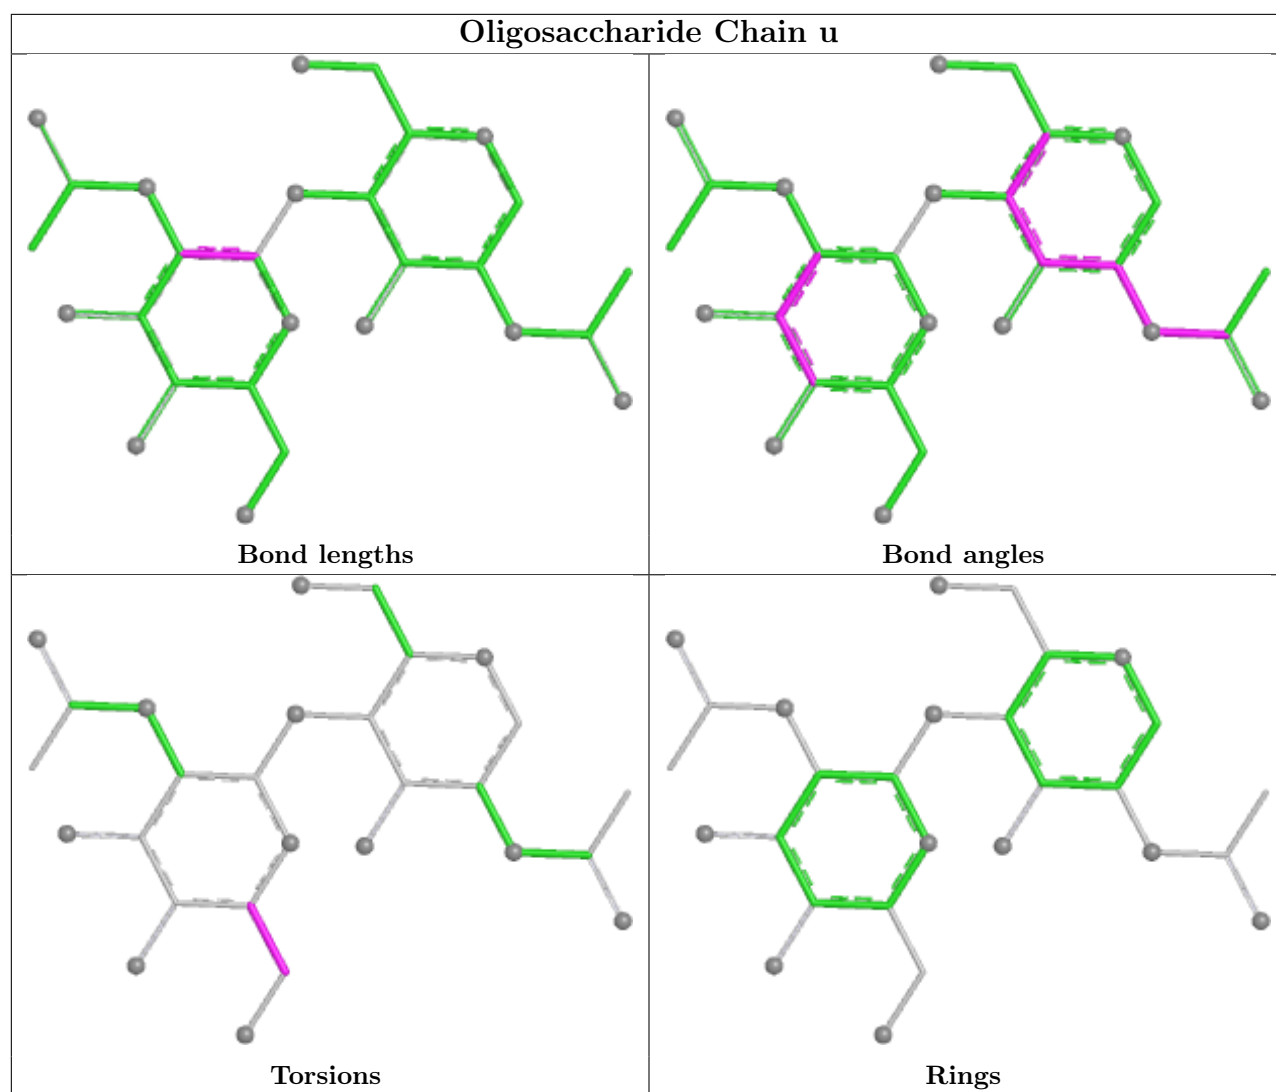 Oligosaccharide Chain u
Bond lengths
Bond angles
Torsions
Rings